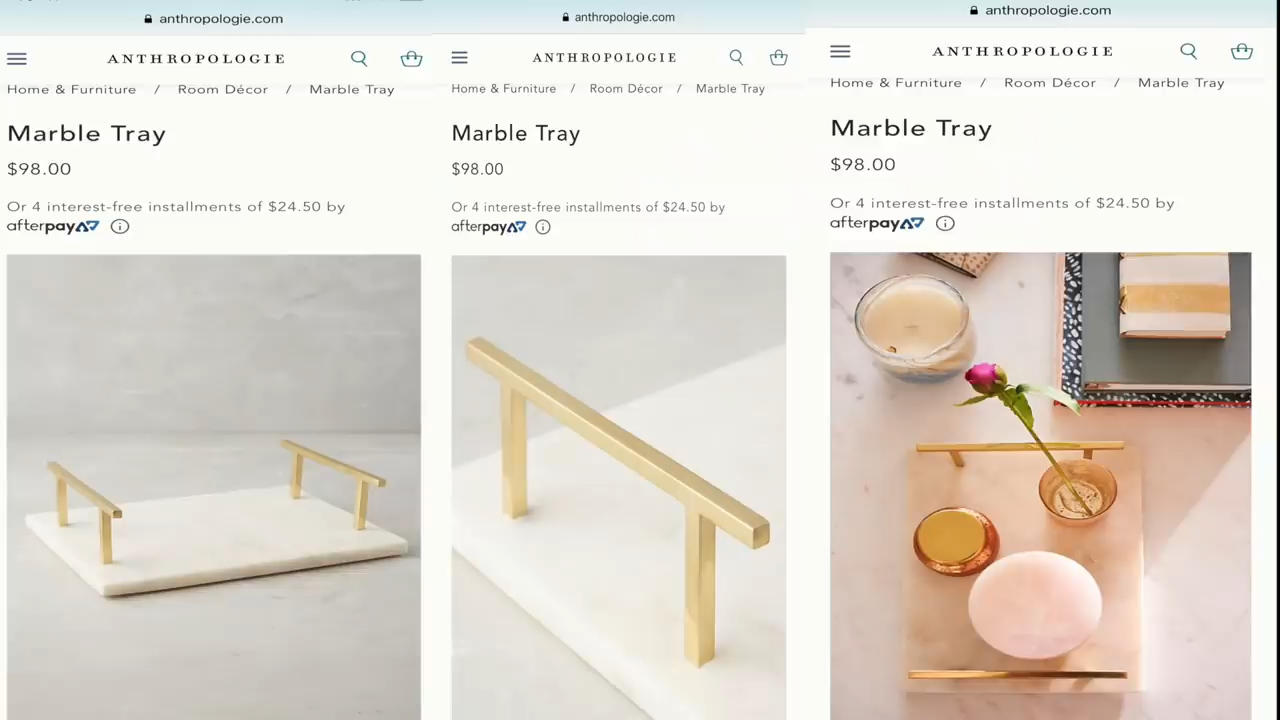 anthropologie.com
ANTHROPOLOGIE
Home & Furniture / Room Décor / Marble Tray
Marble Tray
$98.00
Or 4 interest-free installments of $24.50 by
afterpay
anthropologie.com
ANTHROPOLOGIE
Home & Furniture / Room Décor / Marble Tray
Marble Tray
$98.00
Or 4 interest-free installments of $24.50 by
afterpay
anthropologie.com
ANTHROPOLOGIE
Home & Furniture / Room Décor / Marble Tray
Marble Tray
$98.00
Or 4 interest-free installments of $24.50 by
afterpay